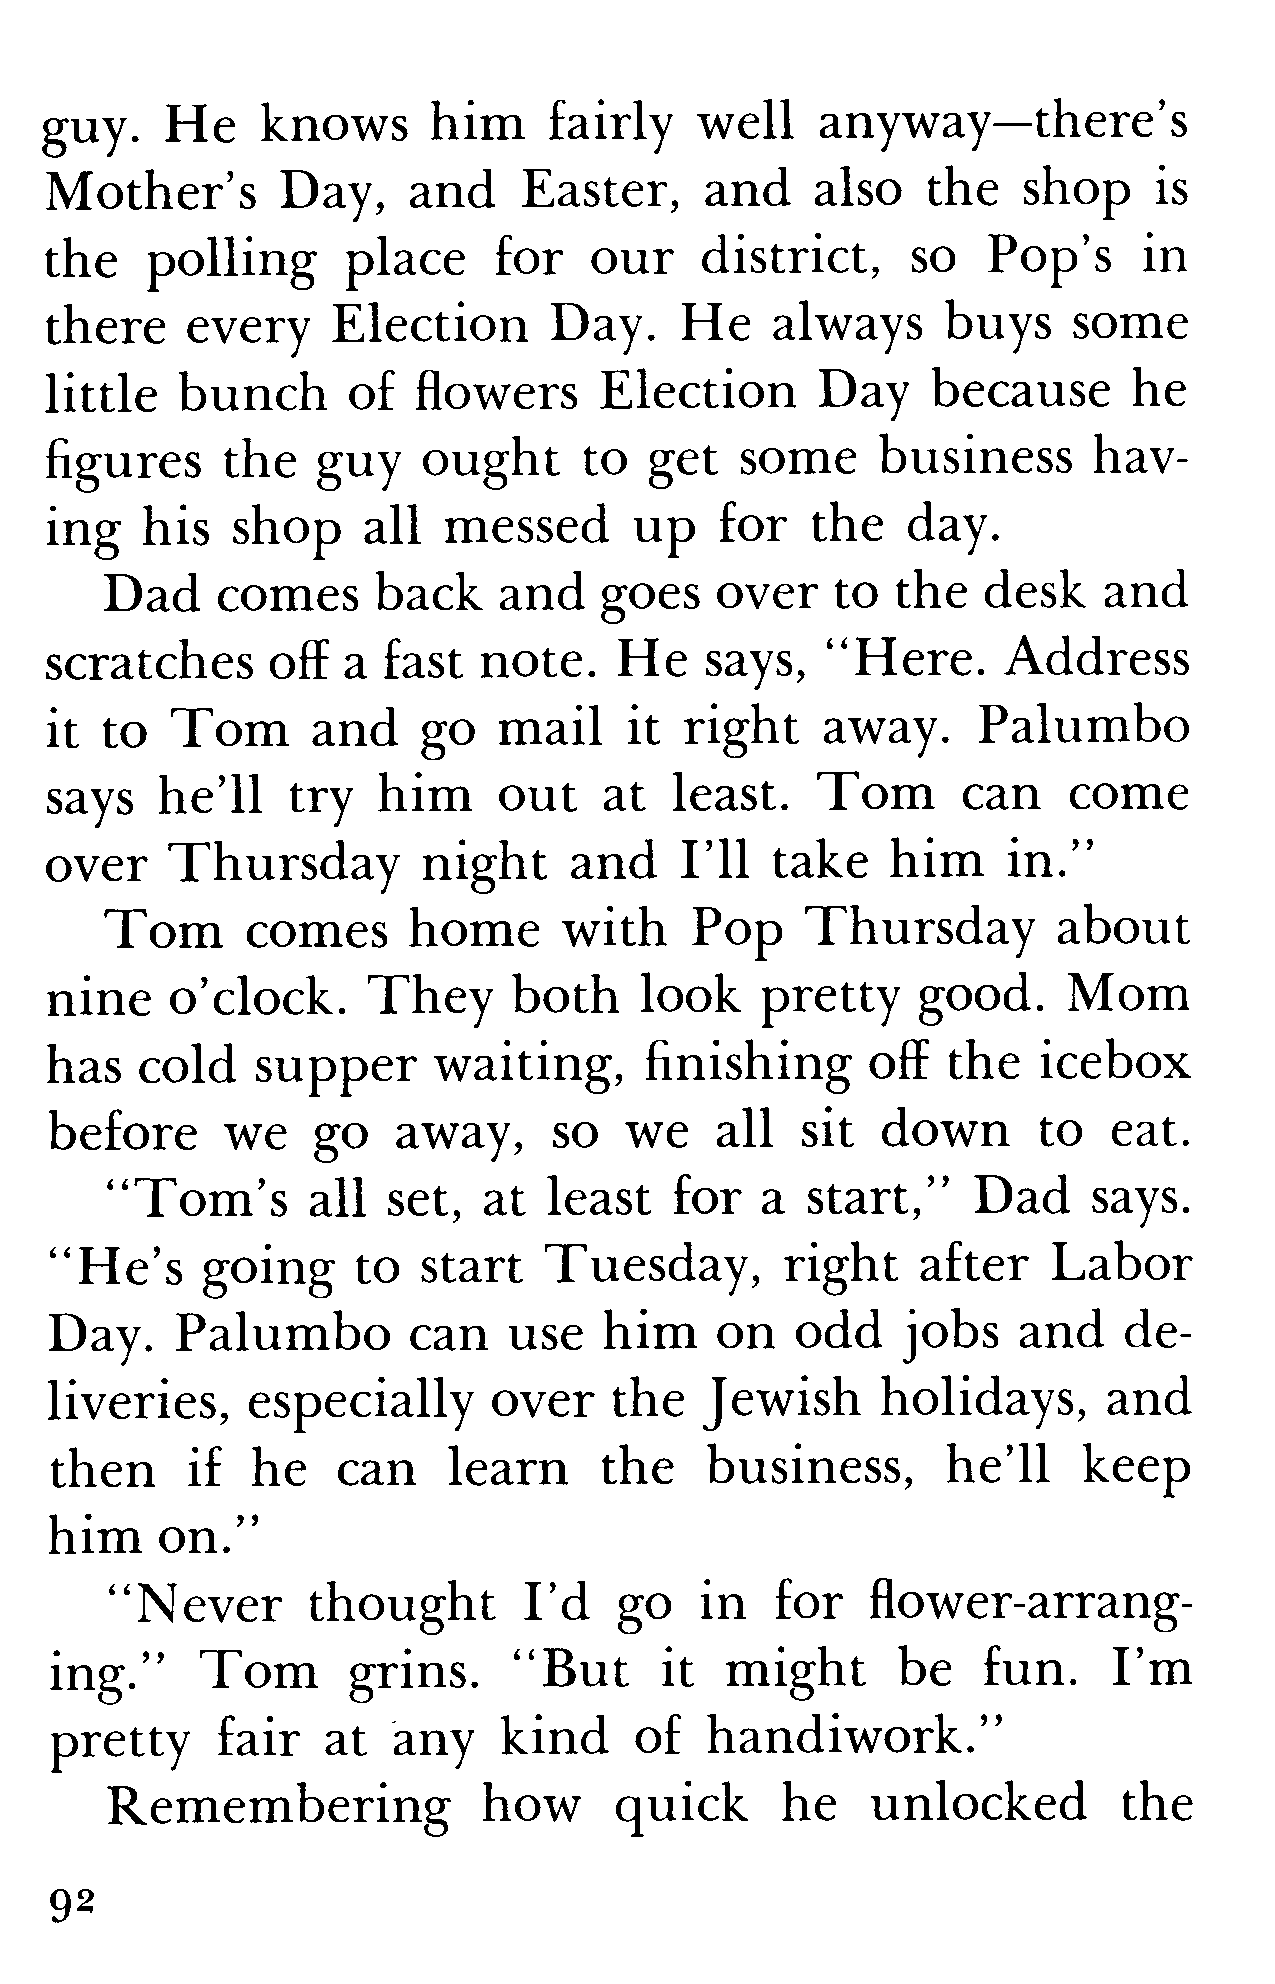 guy. He knows him fairly well anyway—there's
Mother's Day, and Easter, and also the shop is
the polling place for our district, so Pop's in
there every Election Day. He always buys some
little bunch of flowers Election Day because he
figures the guy ought to get some business hav-
ing his shop all messed up for the day.
Dad comes back and goes over to the desk and
scratches off a fast note. He says, "Here. Address
it to Tom and go mail it right away. Palumbo
says he'll try him out at least. Tom can come
over Thursday night and I'll take him in."
Tom comes home with Pop Thursday about
nine o'clock. They both look pretty good. Mom
has cold supper waiting, finishing off the icebox
before we go away, so we all sit down to eat.
"Tom's all set, at least for a start," Dad says.
"He's going to start Tuesday, right after Labor
Day. Palumbo can use him on odd jobs and de-
liveries, especially over the Jewish holidays, and
then if he can learn the business, he'll keep
him on."
"Never thought I'd go in for flower-arrang-
ing." Tom grins. "But it might be fun. I'm
pretty fair at any kind of handiwork."
Remembering how quick he unlocked the
92